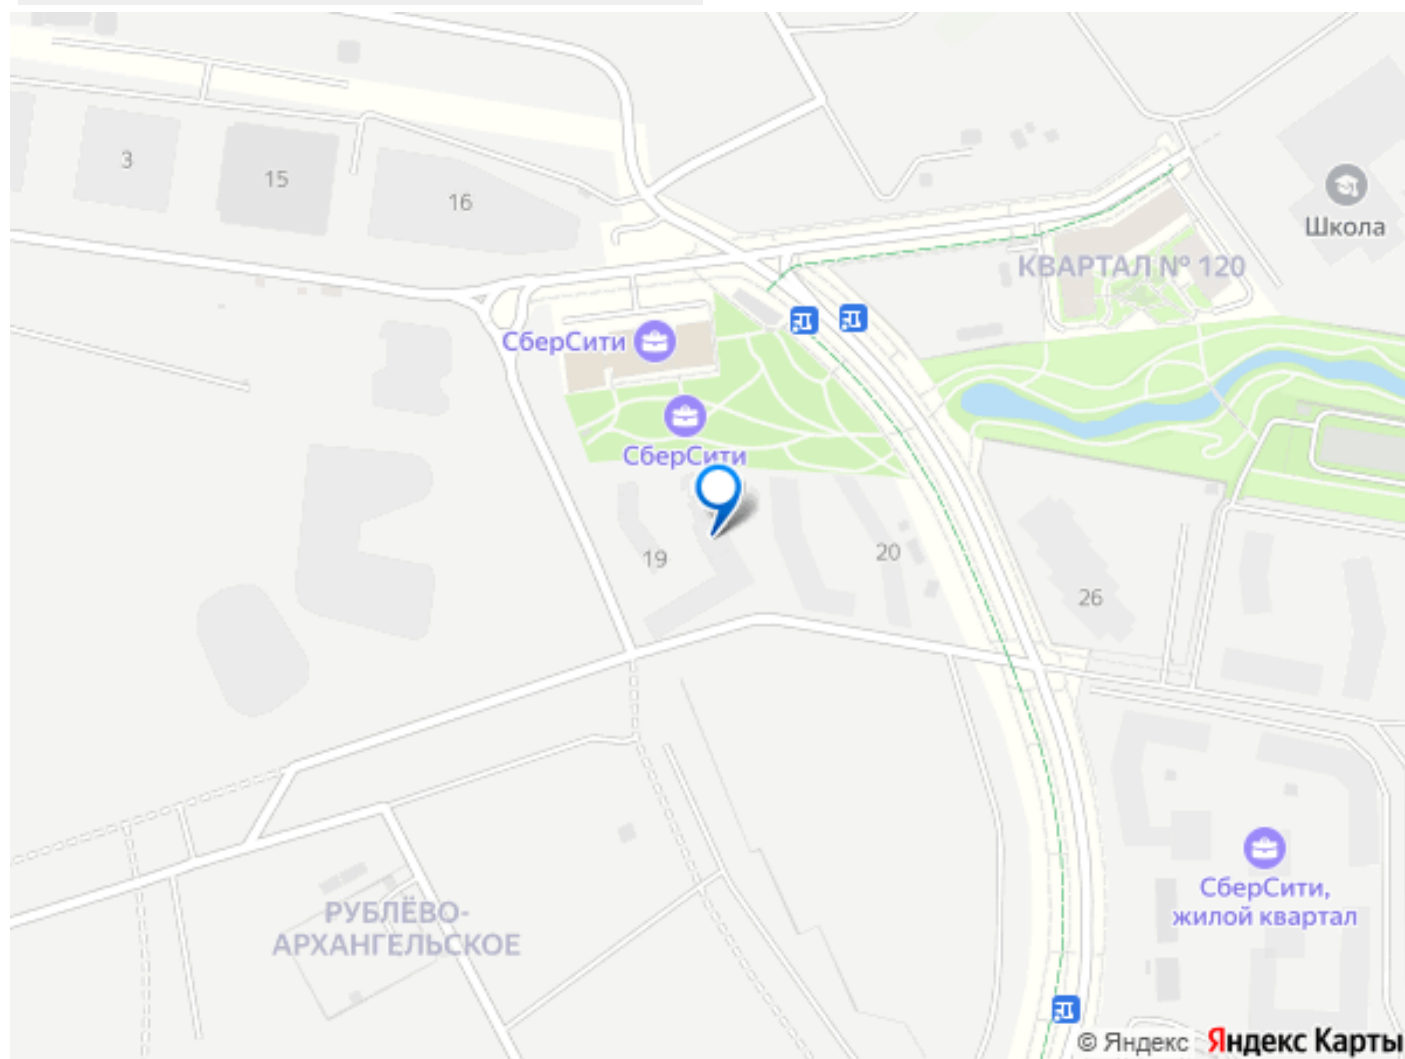 3
15
16
Школа
КВАРТАЛ № 120
СберСити
СберСити
19
20
26
СберСити,
жилой квартал
РУБЛЁВО-
АРХАНГЕЛЬСКОЕ
© Яндекс Яндекс Карты